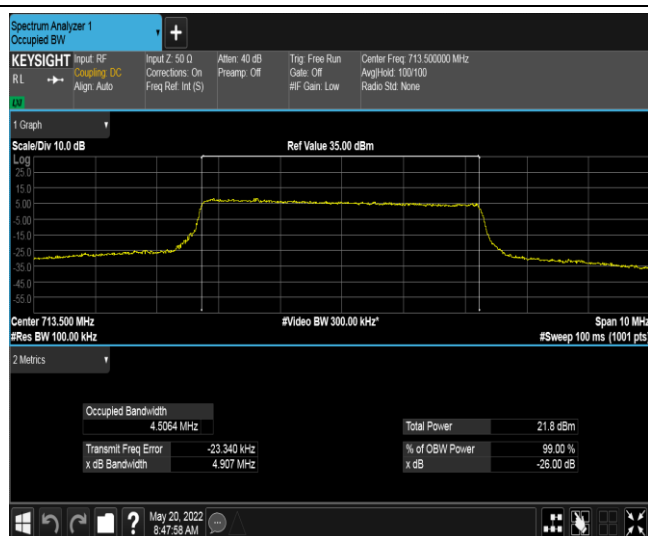 Spectrum Analyzer 1
Occupied BW
+
KEYSIGHT Input: RF Input Z: 50 Ω Atten: 40 dB Trig: Free Run Center Freq: 713.500000 MHz
RL Coupling: DC Corrections: On Preamp: Off Gate: Off Avg|Hold: 100/100
Align: Auto Freq Ref: Int (S) #IF Gain: Low Radio Std: None
LM
1 Graph
Scale/Div 10.0 dB Ref Value 35.00 dBm
Log
25.0
15.0
5.00
-5.00
-15.0
-25.0
-35.0
-45.0
-55.0
Center 713.500 MHz #Video BW 300.00 kHz* Span 10 MHz
#Res BW 100.00 kHz #Sweep 100 ms (1001 pts)
2 Metrics
Occupied Bandwidth
4.5064 MHz Total Power 21.8 dBm
Transmit Freq Error -23.340 kHz % of OBW Power 99.00 %
x dB Bandwidth 4.907 MHz x dB -26.00 dB
? May 20, 2022
8:47:58 AM